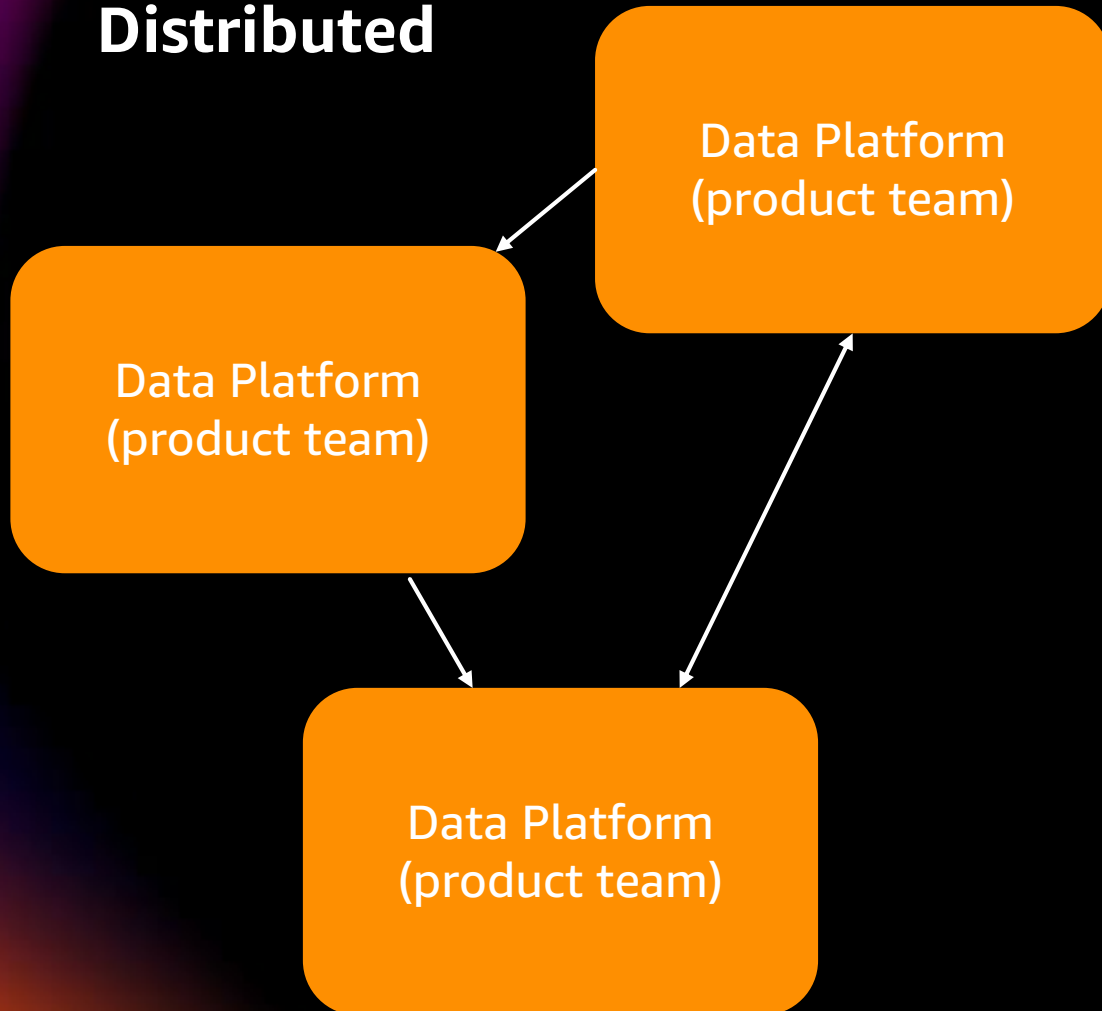 Distributed
Data Platform
(product team)
Data Platform
(product team)
Data Platform
(product team)